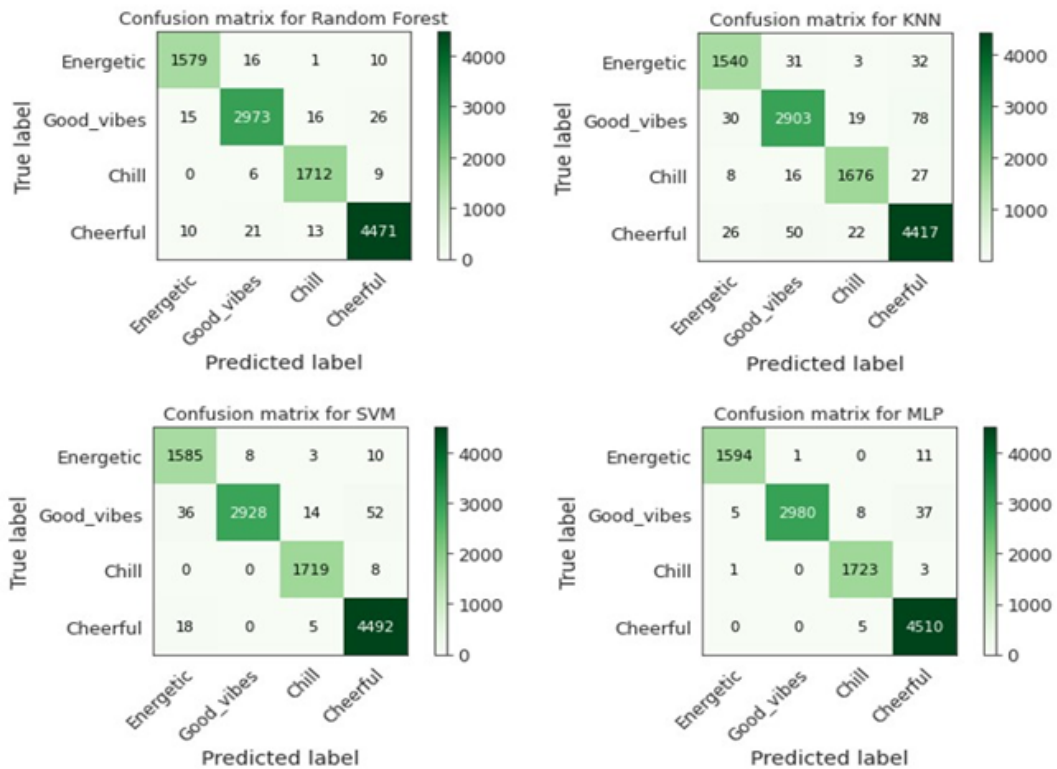 Confusion matrix for Random Forest
True label
Energetic 1579 16 1 10
Good_vibes 15 2973 16 26
Chill 0 6 1712 9
Cheerful 10 21 13 4471
Energetic Good_vibes Chill Cheerful
Predicted label
4000
3000
2000
1000
0
Confusion matrix for KNN
True label
Energetic 1540 31 3 32
Good_vibes 30 2903 19 78
Chill 8 16 1676 27
Cheerful 26 50 22 4417
Energetic Good_vibes Chill Cheerful
Predicted label
4000
3000
2000
1000
Confusion matrix for SVM
True label
Energetic 1585 8 3 10
Good_vibes 36 2928 14 52
Chill 0 0 1719 8
Cheerful 18 0 5 4492
Energetic Good_vibes Chill Cheerful
Predicted label
4000
3000
2000
1000
0
Confusion matrix for MLP
True label
Energetic 1594 1 0 11
Good_vibes 5 2980 8 37
Chill 1 0 1723 3
Cheerful 0 0 5 4510
Energetic Good_vibes Chill Cheerful
Predicted label
4000
3000
2000
1000
0